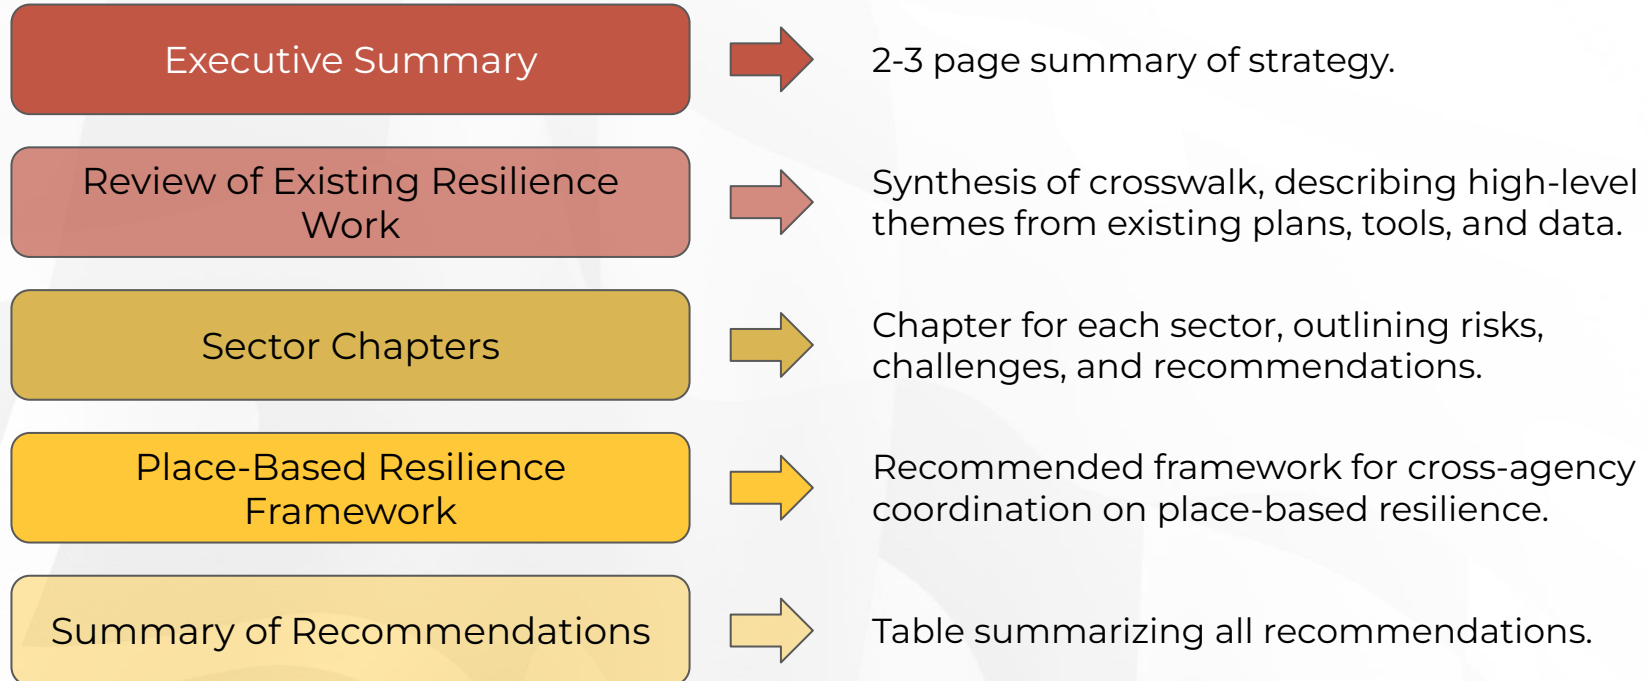 Executive Summary
2-3 page summary of strategy.
Review of Existing Resilience
Work
Synthesis of crosswalk, describing high-level
themes from existing plans, tools, and data.
Sector Chapters
Chapter for each sector, outlining risks,
challenges, and recommendations.
Place-Based Resilience
Framework
Recommended framework for cross-agency
coordination on place-based resilience.
Summary of Recommendations
Table summarizing all recommendations.